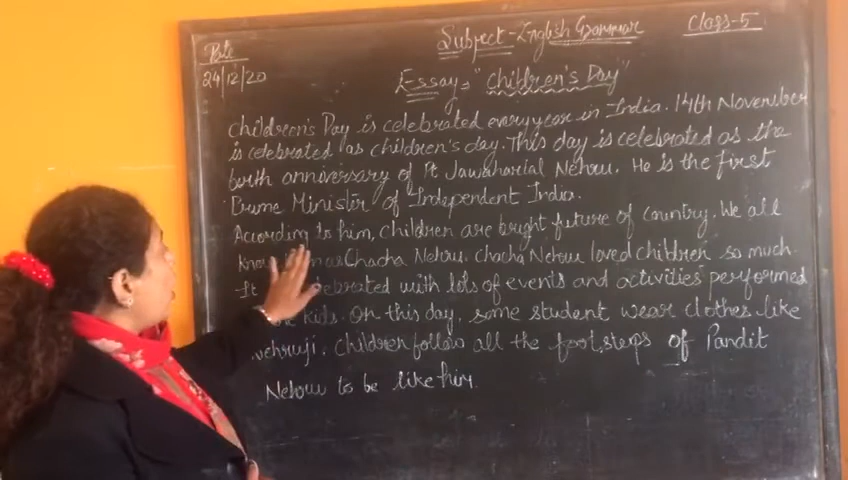 Subject-English Grammar
Class-5
Date
24/12/20
Essay= "Children's Day"
Children's Day is celebrated every year in India. 14th November
is celebrated as children's day. This day is celebrated as the
birth anniversary of Pt Jawaharlal Nehru. He is the first
Prime Minister of Independent India.
According to him, Children are bright future of country. We all
Know as Chacha Nehru. Chacha Nehru loved children so much.
It celebrated with lots of events and activities performed
kids. On this day, some student wear clothes like
Nehruji. Children follow all the foot steps of Pandit
Nehru to be like him.